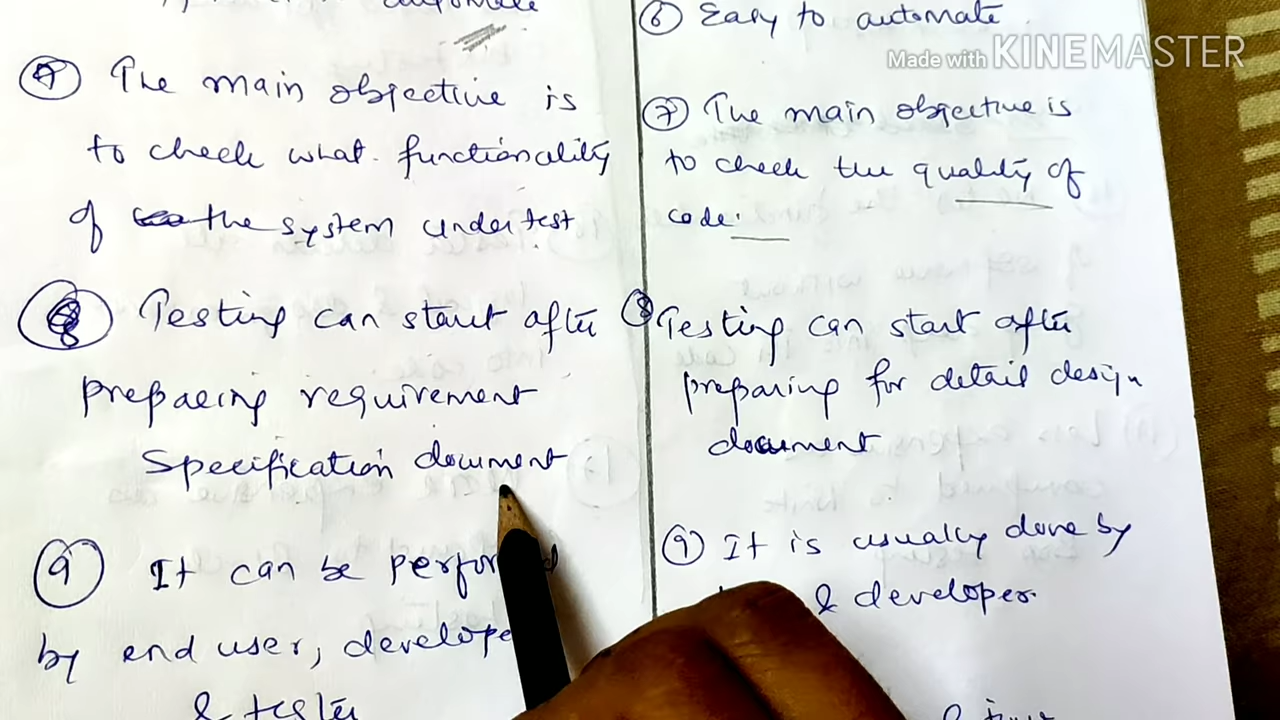 automate
⑦ The main objective is
to check what functionality
of the system under test
⑧ Testing can start after
preparing requirement
specification document
⑨ It can be
by end user,
& tester
⑥ Easy to automate
Made with KINEMASTER
⑦ The main objective is
to check the quality of
code.
⑧ Testing can start after
preparing for detail design
document
⑨ It is usually done by
& developer.